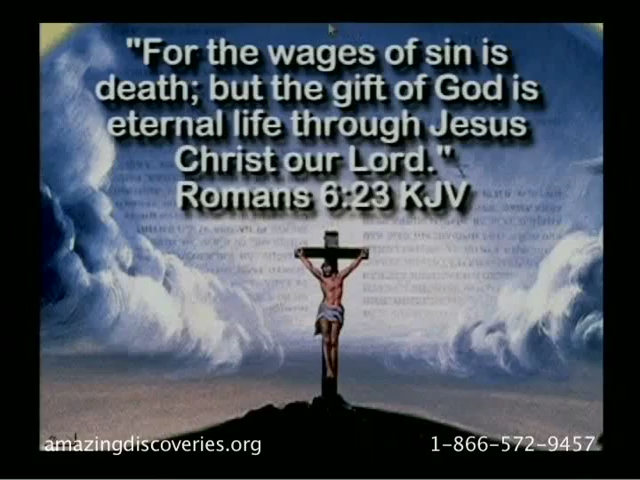 "For the wages of sin is
death; but the gift of God is
eternal life through Jesus
Christ our Lord."
Romans 6:23 KJV
amazingdiscoveries.org 1-866-572-9457